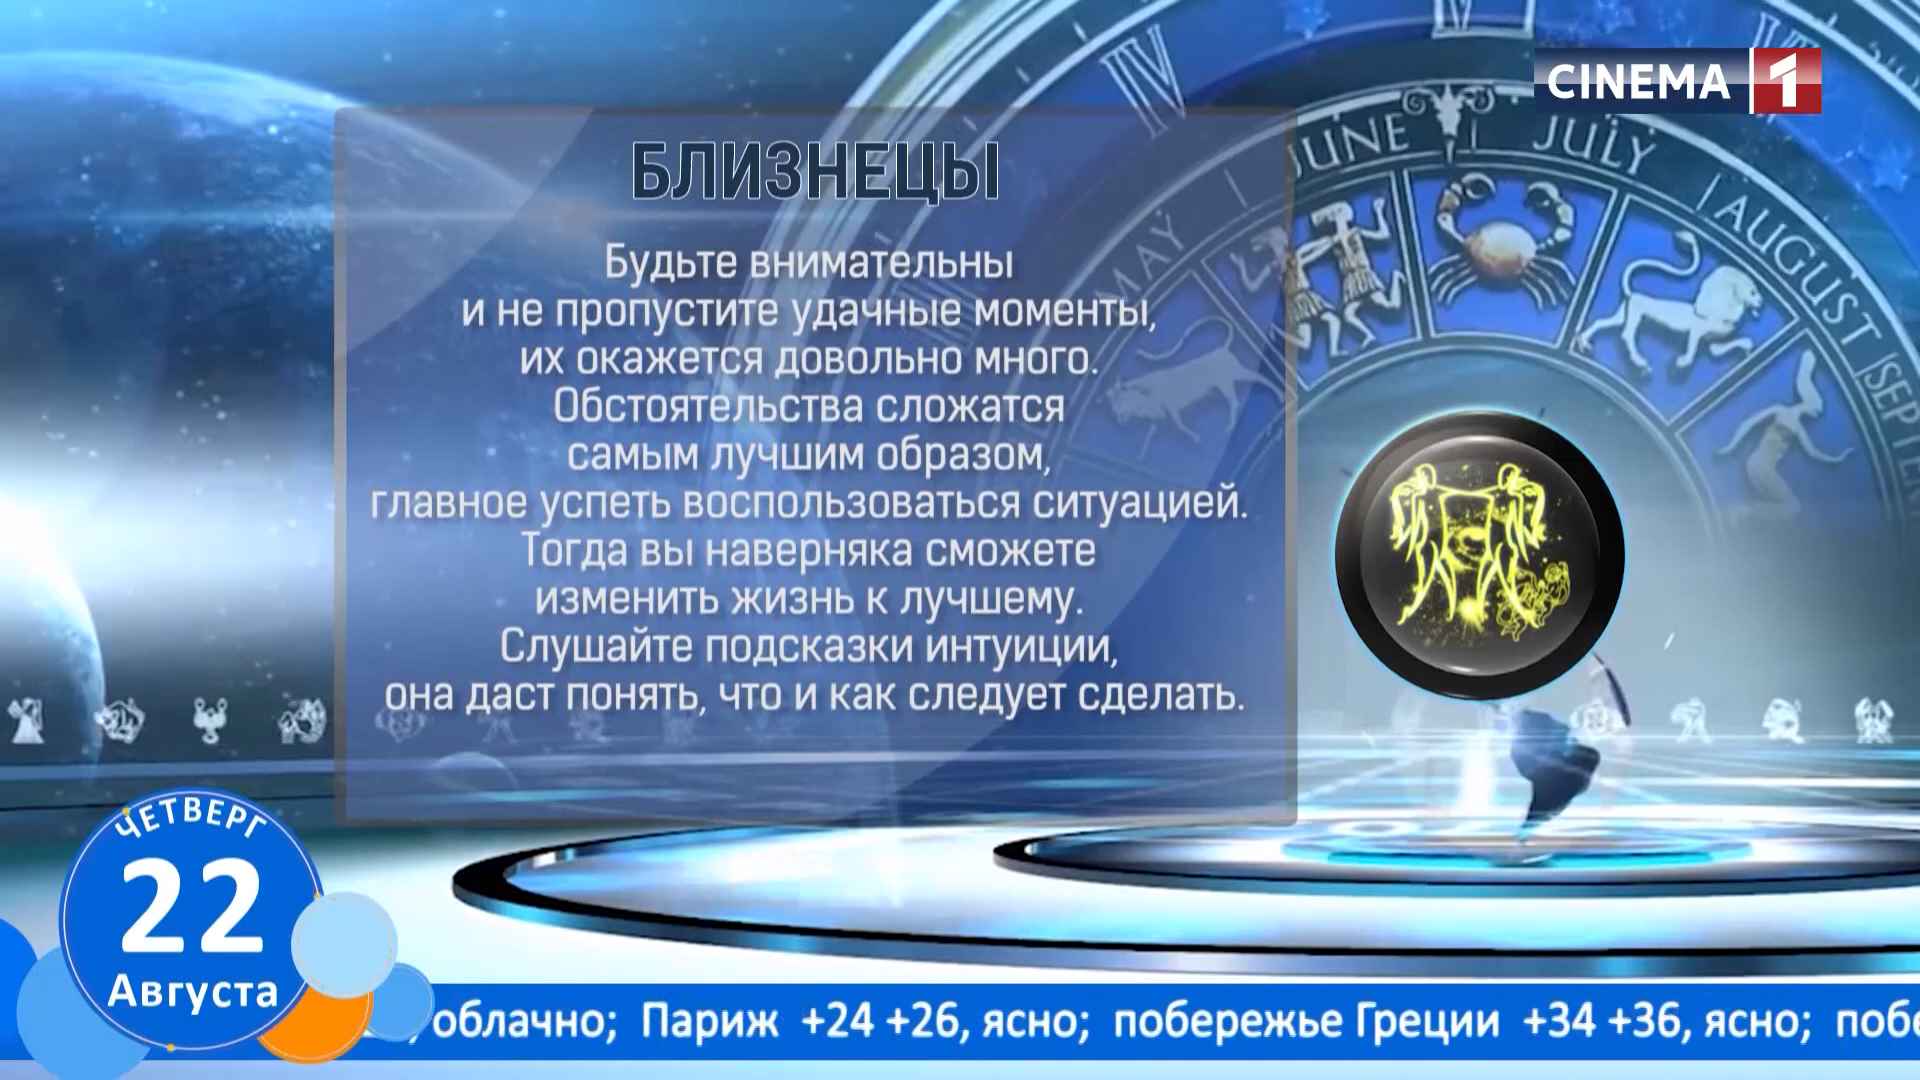 CINEMA 1
IV
V
MAY
JUNE
JULY
AUGUST
БЛИЗНЕЦЫ
Будьте внимательны
и не пропустите удачные моменты,
их окажется довольно много.
Обстоятельства сложатся
самым лучшим образом,
главное успеть воспользоваться ситуацией.
Тогда вы наверняка сможете
изменить жизнь к лучшему.
Слушайте подсказки интуиции,
она даст понять, что и как следует сделать.
ЧЕТВЕРГ
22
Августа
, облачно; Париж +24 +26, ясно; побережье Греции +34 +36, ясно; побе